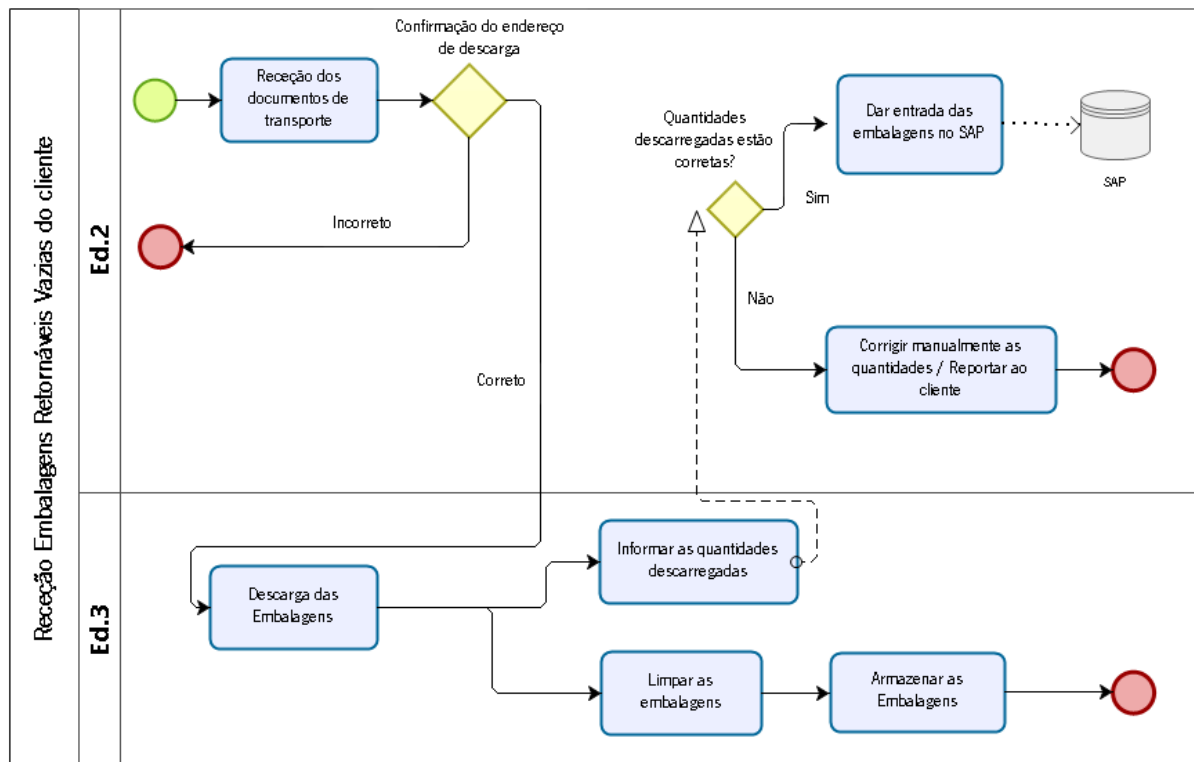 Receção Embalagens Retornáveis Vazias do cliente
Ed.2
Confirmação do endereço
de descarga
Receção dos
documentos de
transporte
Incorreto
Correto
Quantidades
descarregadas estão
corretas?
Sim
Não
Dar entrada das
embalagens no SAP
SAP
Corrigir manualmente as
quantidades / Reportar ao
cliente
Ed.3
Descarga das
Embalagens
Informar as quantidades
descarregadas
Limpar as
embalagens
Armazenar as
Embalagens